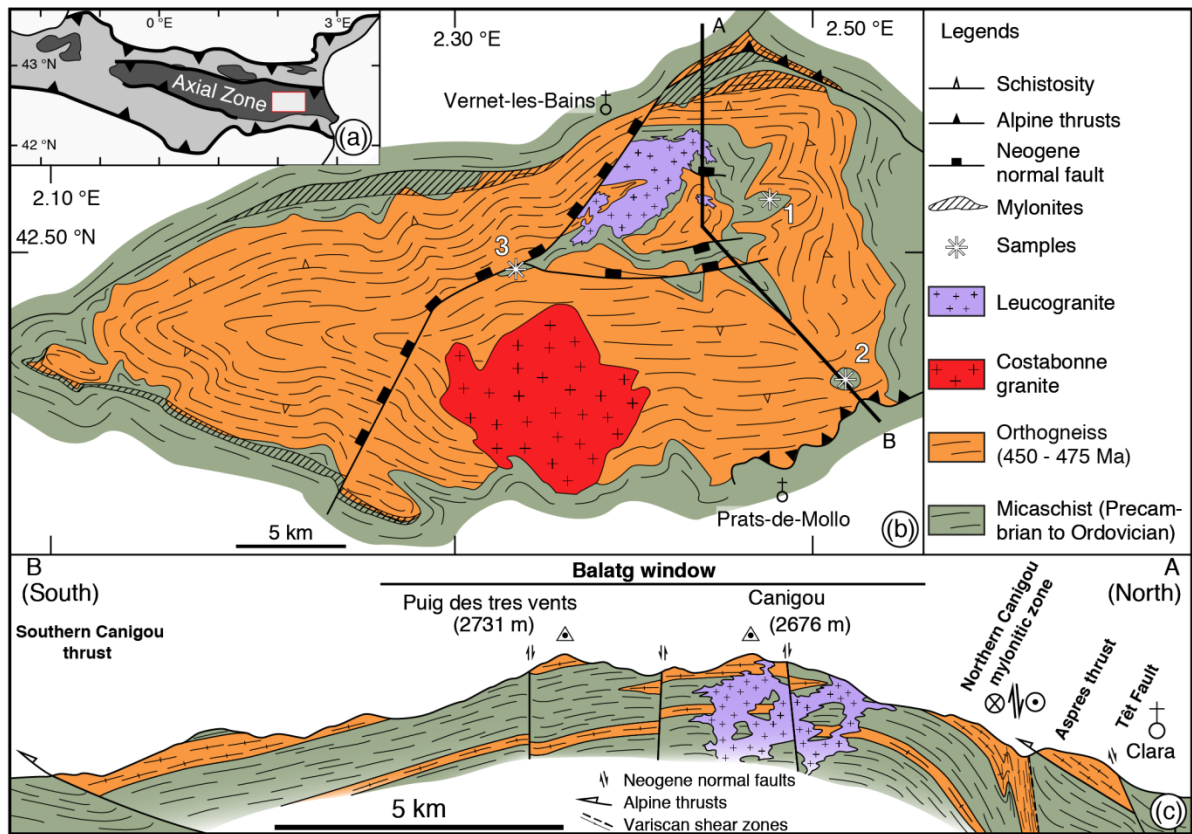 0 °E
3 °E
43 °N
Axial Zone
(a)
42 °N
2.10 °E
42.50 °N
2.30 °E
A
2.50 °E
Vernet-les-Bains
1
3
2
B
Prats-de-Mollo
5 km
(b)
Legends
Schistosity
Alpine thrusts
Neogene
normal fault
Mylonites
Samples
Leucogranite
Costabonne
granite
Orthogneiss
(450 - 475 Ma)
Micaschist (Precam-
brian to Ordovician)
B
(South)
Balatg window
A
(North)
Puig des tres vents
(2731 m)
Canigou
(2676 m)
Southern Canigou
thrust
Northern Canigou
mylonitic zone
Aspres thrust
Têt Fault
Clara
5 km
Neogene normal faults
Alpine thrusts
Variscan shear zones
(c)